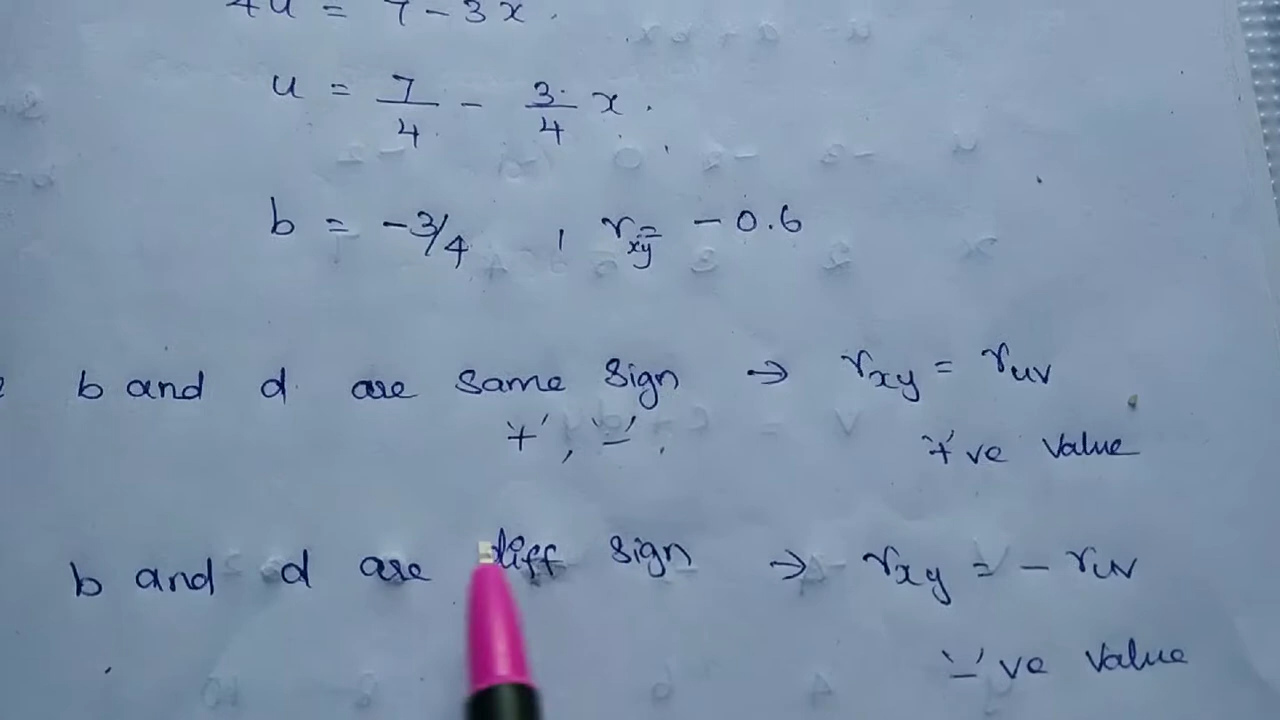 4u = 7 - 3x.
u = 7/4 - 3/4 x.
b = -3/4 , r_xy = -0.6
b and d are same sign → r_xy = r_uv
'+', '-'. '+'ve value
b and d are diff sign → r_xy = - r_uv
'-'ve value